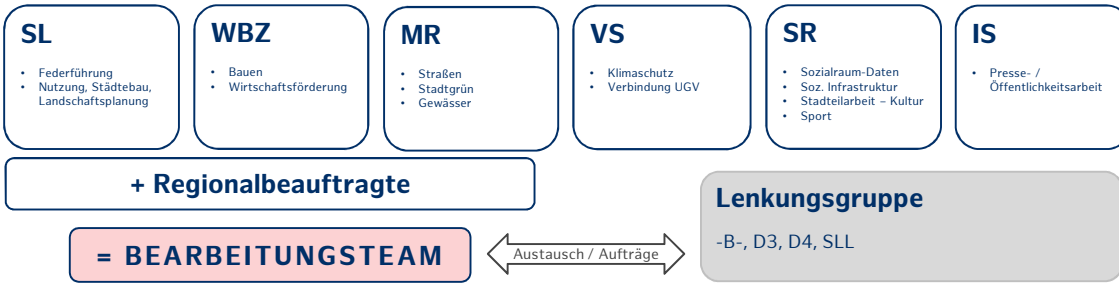 SL
• Federführung
• Nutzung, Städtebau,
Landschaftsplanung
WBZ
• Bauen
• Wirtschaftsförderung
MR
• Straßen
• Stadtgrün
• Gewässer
VS
• Klimaschutz
• Verbindung UGV
SR
• Sozialraum-Daten
• Soz. Infrastruktur
• Stadteilarbeit – Kultur
• Sport
IS
• Presse- /
Öffentlichkeitsarbeit
+ Regionalbeauftragte
= BEARBEITUNGSTEAM
Austausch / Aufträge
Lenkungsgruppe
-B-, D3, D4, SLL